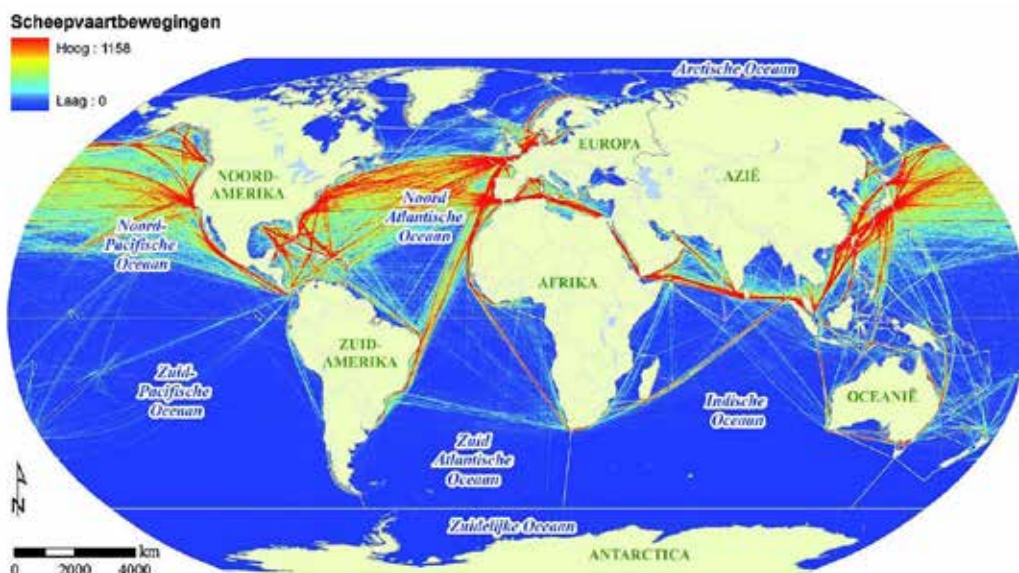 Scheepvaartbewegingen
Hoog : 1158
Laag : 0
Arctische Oceaan
EUROPA
NOORD-
AMERIKA
AZIË
Noord
Atlantische
Oceaan
Noord-
Pacifische
Oceaan
AFRIKA
ZUID-
AMERIKA
Zuid-
Pacifische
Oceaan
Indische
Oceaan
OCEANIË
Zuid
Atlantische
Oceaan
N
Zuidelijke Oceaan
km
0 2000 4000
ANTARCTICA